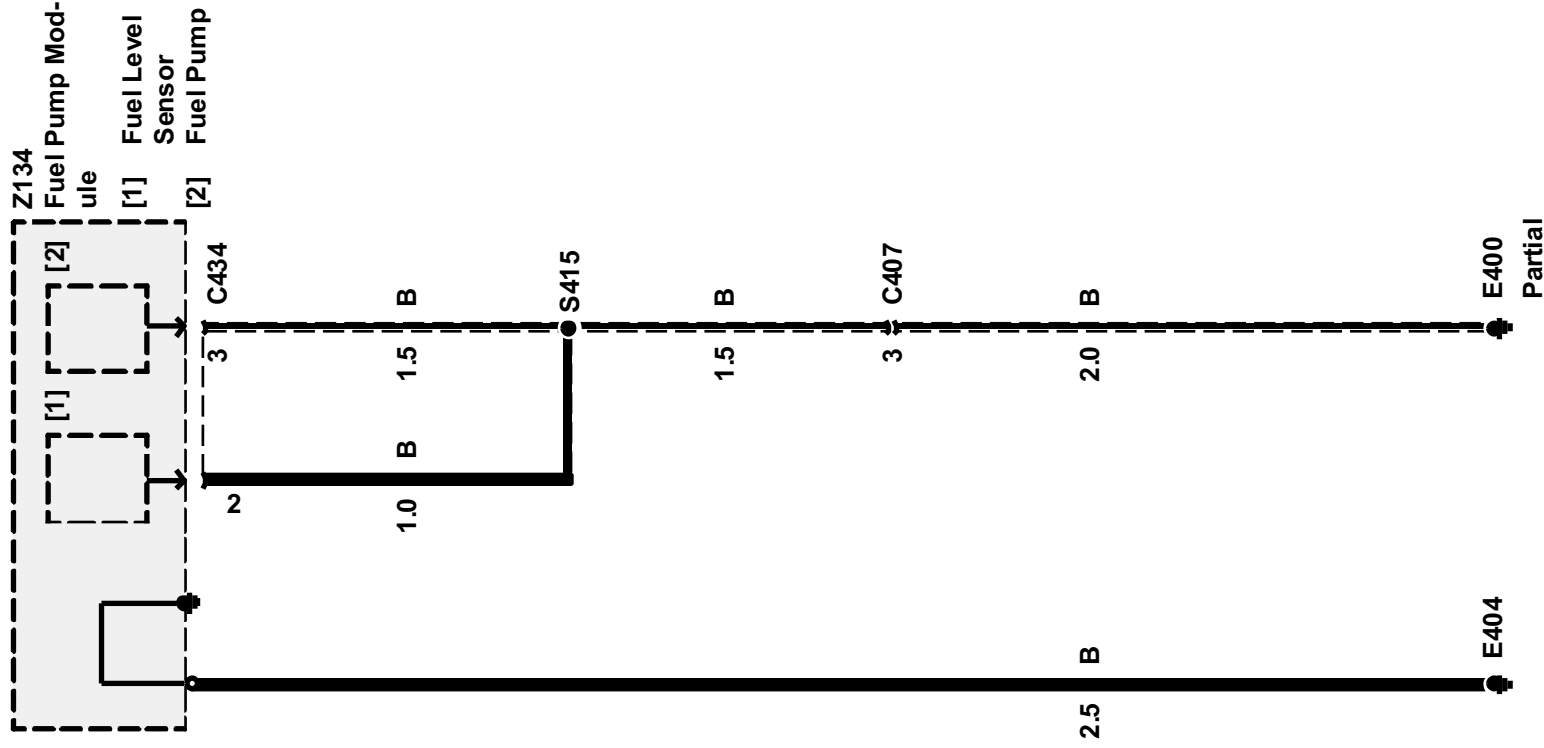 Z134
Fuel Pump Mod-
ule
[1] Fuel Level
Sensor
[2] Fuel Pump
[2]
[1]
C434
3
2
B
1.5
B
1.0
S415
B
1.5
C407
3
B
2.0
B
2.5
E400
Partial
E404